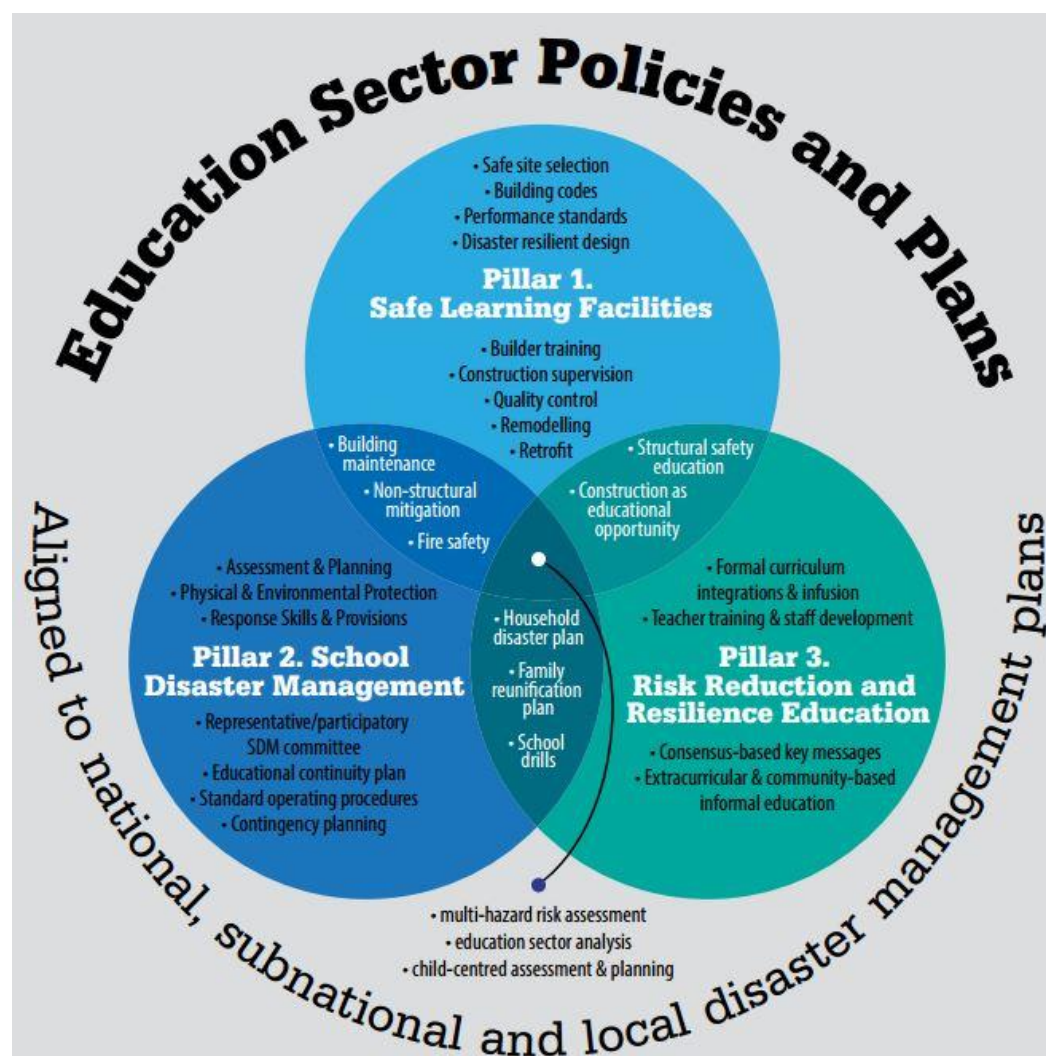 Education Sector Policies and Plans
• Safe site selection
• Building codes
• Performance standards
• Disaster resilient design
Pillar 1.
Safe Learning Facilities
• Builder training
• Construction supervision
• Quality control
• Remodelling
• Retrofit
• Building
maintenance
• Non-structural
mitigation
• Fire safety
• Structural safety
education
• Construction as
educational
opportunity
• Assessment & Planning
• Physical & Environmental Protection
• Response Skills & Provisions
Pillar 2. School
Disaster Management
• Representative/participatory
SDM committee
• Educational continuity plan
• Standard operating procedures
• Contingency planning
• Household
disaster plan
• Family
reunification
plan
• School
drills
• Formal curriculum
integrations & infusion
• Teacher training & staff development
Pillar 3.
Risk Reduction and
Resilience Education
• Consensus-based key messages
• Extracurricular & community-based
informal education
• multi-hazard risk assessment
• education sector analysis
• child-centred assessment & planning
Aligned to national, subnational and local disaster management plans